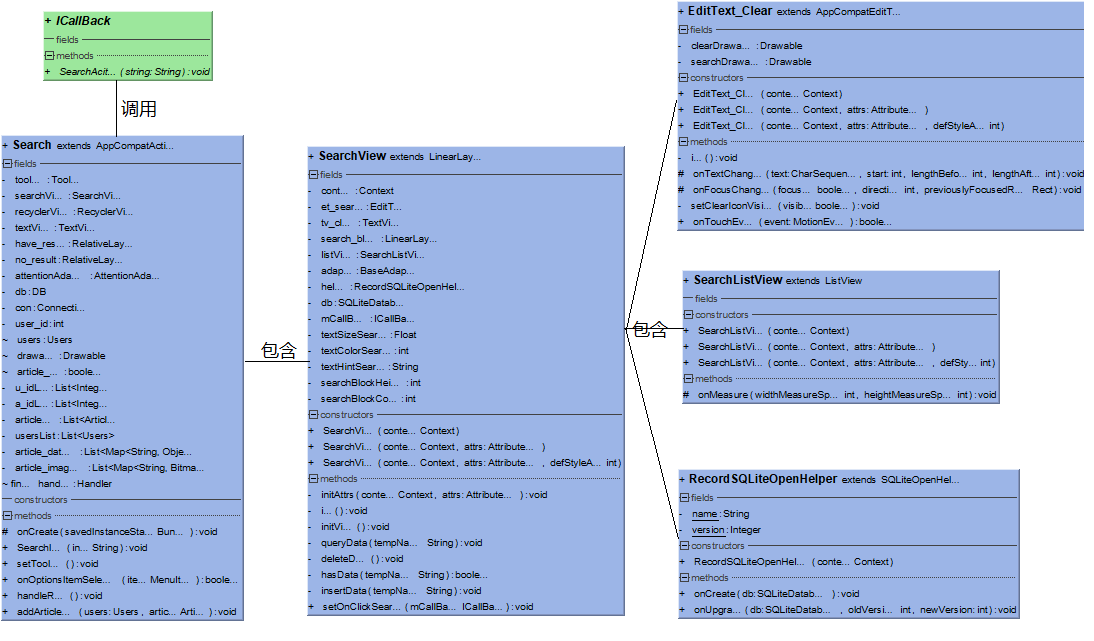 + ICallBack
fields
methods
+ SearchAcit... (string: String) : void
调用
+ Search extends AppCompatActi...
fields
- tool... : Tool...
- searchVi... : SearchVi...
- recyclerVi... : RecyclerVi...
- textVi... : TextVi...
- have_res... : RelativeLay...
- no_result : RelativeLay...
- attentionAda... : AttentionAda...
- db : DB
- con : Connecti...
- user_id : int
~ users : Users
~ drawa... : Drawable
~ article_... : boole...
- u_idL... : List<Integ...
- a_idL... : List<Integ...
- article... : List<Articl...
- usersList : List<Users>
- article_dat... : List<Map<String, Obje...
- article_imag... : List<Map<String, Bitma...
~ fin... hand... : Handler
constructors
methods
# onCreate (savedInstanceSta... Bun... ) : void
+ SearchI... (in... String) : void
+ setTool... () : void
+ onOptionsItemSele... (ite... MenuIt... ) : boole...
+ handleR... () : void
+ addArticle... (users: Users , artic... Arti... ) : void
包含
+ SearchView extends LinearLay...
fields
- cont... : Context
- et_sear... : EditT...
- tv_cl... : TextVi...
- search_bl... : LinearLay...
- listVi... : SearchListVi...
- adap... : BaseAdap...
- hel... : RecordSQLiteOpenHel...
- db : SQLiteDatab...
- mCallB... : ICallBa...
- textSizeSear... : Float
- textColorSear... : int
- textHintSear... : String
- searchBlockHei... : int
- searchBlockCo... : int
constructors
+ SearchVi... (conte... Context)
+ SearchVi... (conte... Context, attrs: Attribute... )
+ SearchVi... (conte... Context, attrs: Attribute... , defStyleA... int)
methods
- initAttrs (conte... Context, attrs: Attribute... ) : void
- i... () : void
- initVi... () : void
- queryData (tempNa... String) : void
- deleteD... () : void
- hasData (tempNa... String) : boole...
- insertData (tempNa... String) : void
+ setOnClickSear... (mCallBa... ICallBa... ) : void
包含
+ EditText_Clear extends AppCompatEditT...
fields
- clearDrawa... : Drawable
- searchDrawa... : Drawable
constructors
+ EditText_Cl... (conte... Context)
+ EditText_Cl... (conte... Context, attrs: Attribute... )
+ EditText_Cl... (conte... Context, attrs: Attribute... , defStyleA... int)
methods
- i... () : void
# onTextChang... (text: CharSequen... , start: int, lengthBefo... int, lengthAft... int) : void
# onFocusChang... (focus... boole... , directi... int, previouslyFocusedR... Rect) : void
- setClearIconVisi... (visib... boole... ) : void
+ onTouchEv... (event: MotionEv... ) : boole...
+ SearchListView extends ListView
fields
constructors
+ SearchListVi... (conte... Context)
+ SearchListVi... (conte... Context, attrs: Attribute... )
+ SearchListVi... (conte... Context, attrs: Attribute... , defSty... int)
methods
# onMeasure (widthMeasureSp... int, heightMeasureSp... int) : void
+ RecordSQLiteOpenHelper extends SQLiteOpenHel...
fields
- name : String
- version : Integer
constructors
+ RecordSQLiteOpenHel... (conte... Context)
methods
+ onCreate (db: SQLiteDatab... ) : void
+ onUpgra... (db: SQLiteDatab... , oldVersi... int, newVersion: int) : void